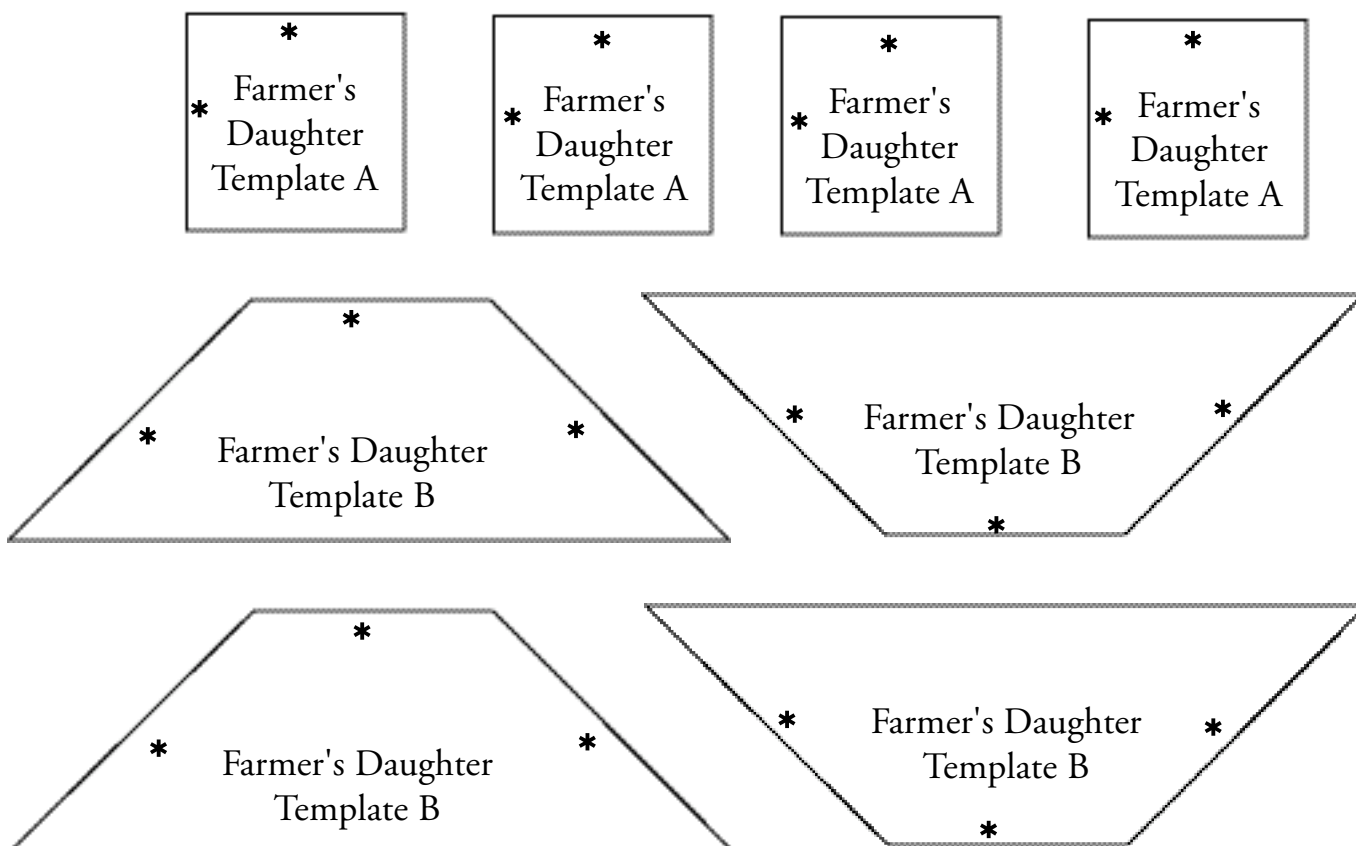 *
* Farmer's
Daughter
Template A
*
* Farmer's
Daughter
Template A
*
* Farmer's
Daughter
Template A
*
* Farmer's
Daughter
Template A
*
* *
Farmer's Daughter
Template B
* *
Farmer's Daughter
Template B
*
*
* *
Farmer's Daughter
Template B
* *
Farmer's Daughter
Template B
*